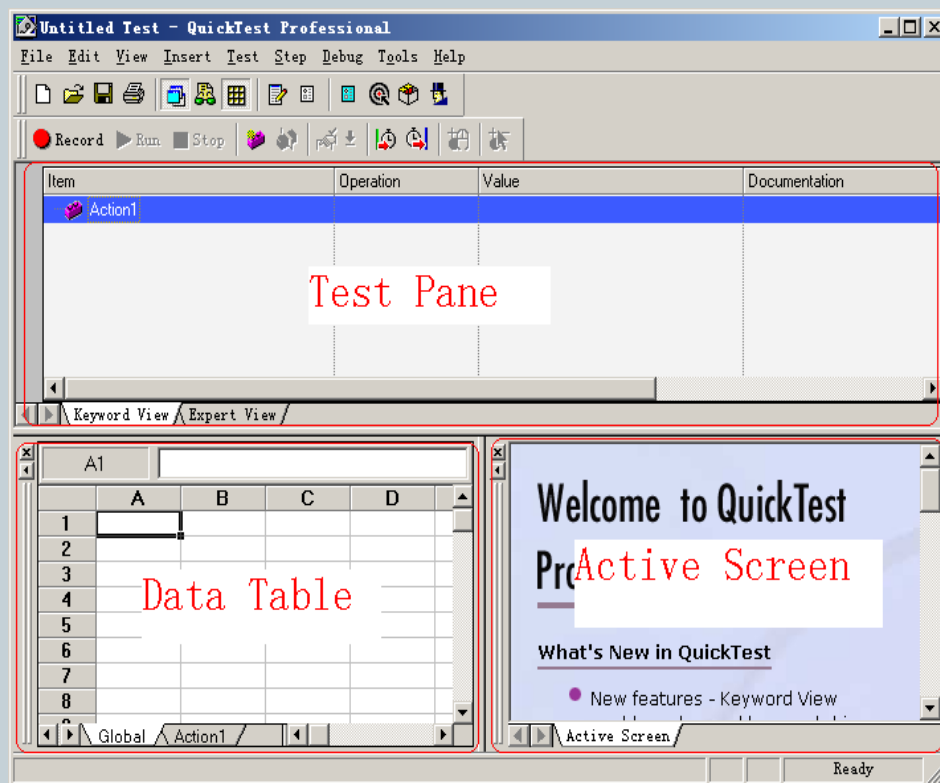 Untitled Test - QuickTest Professional
File Edit View Insert Test Step Debug Tools Help
Record Run Stop
Item Operation Value Documentation
Action1
Test Pane
Keyword View Expert View
A1
A B C D
1
2
3
4
5
6
7
8
Data Table
Global Action1
Welcome to QuickTest
Active Screen
What's New in QuickTest
New features - Keyword View
Active Screen
Ready